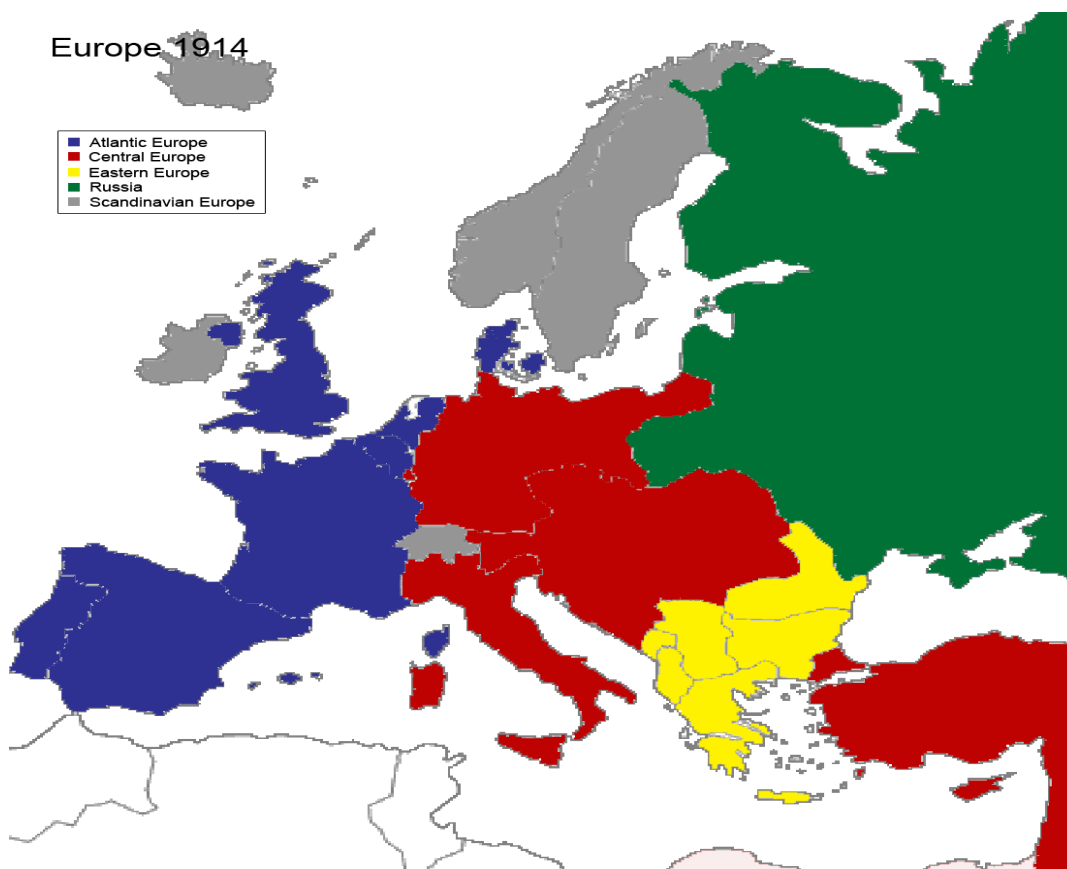 Europe 1914
Atlantic Europe
Central Europe
Eastern Europe
Russia
Scandinavian Europe